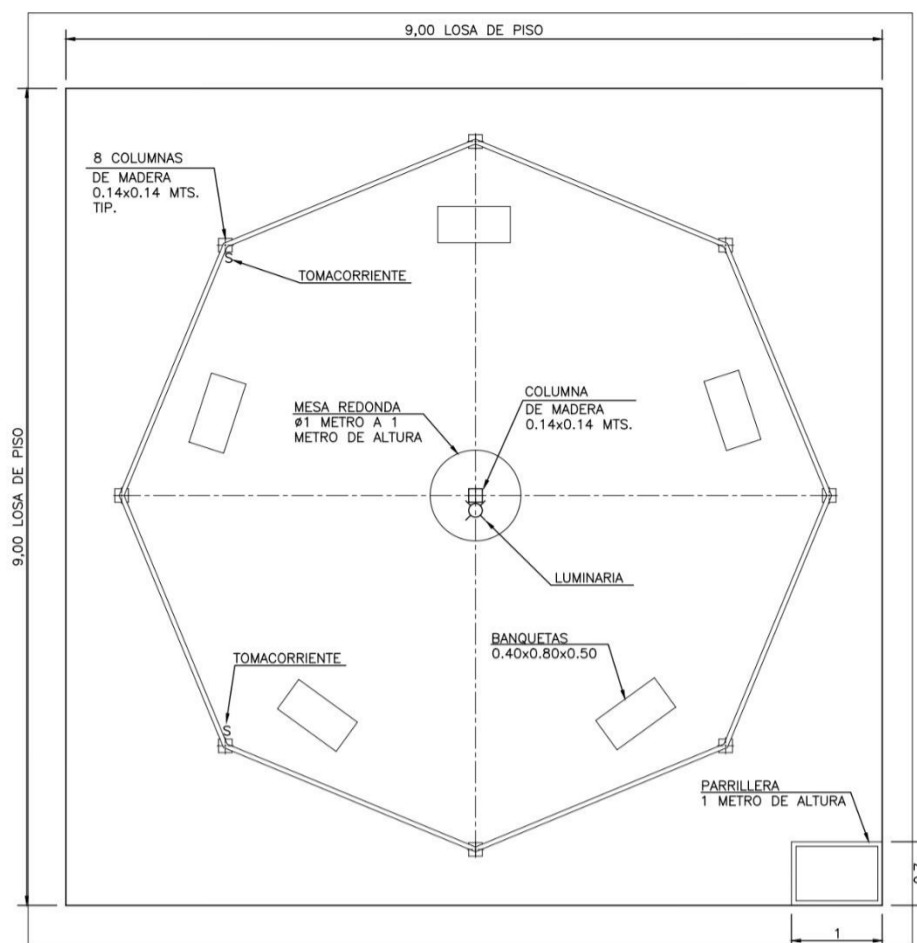 9,00 LOSA DE PISO
8 COLUMNAS
DE MADERA
0.14x0.14 MTS.
TIP.
S
TOMACORRIENTE
MESA REDONDA
ø1 METRO A 1
METRO DE ALTURA
COLUMNA
DE MADERA
0.14x0.14 MTS.
9,00 LOSA DE PISO
LUMINARIA
BANQUETAS
0.40x0.80x0.50
TOMACORRIENTE
S
PARRILLERA
1 METRO DE ALTURA
1